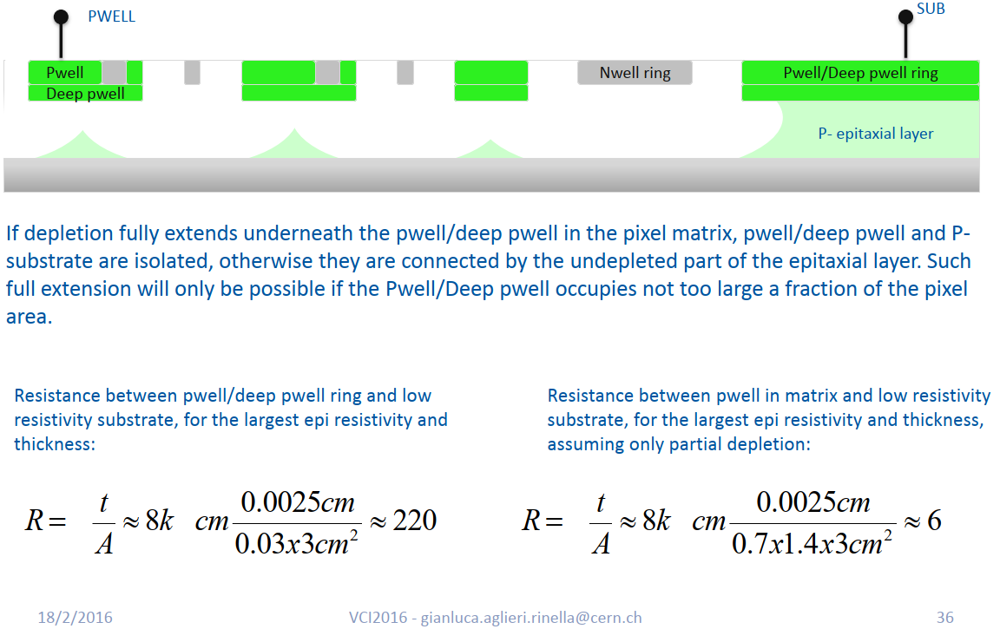 PWELL
SUB
Pwell
Nwell ring
Pwell/Deep pwell ring
Deep pwell
P- epitaxial layer
If depletion fully extends underneath the pwell/deep pwell in the pixel matrix, pwell/deep pwell and P-
substrate are isolated, otherwise they are connected by the undepleted part of the epitaxial layer. Such
full extension will only be possible if the Pwell/Deep pwell occupies not too large a fraction of the pixel
area.
Resistance between pwell/deep pwell ring and low
resistivity substrate, for the largest epi resistivity and
thickness:
R = t/A ≈ 8k cm 0.0025cm/0.03x3cm² ≈ 220
Resistance between pwell in matrix and low resistivity
substrate, for the largest epi resistivity and thickness,
assuming only partial depletion:
R = t/A ≈ 8k cm 0.0025cm/0.7x1.4x3cm² ≈ 6
18/2/2016
VCI2016 - gianluca.aglieri.rinella@cern.ch
36